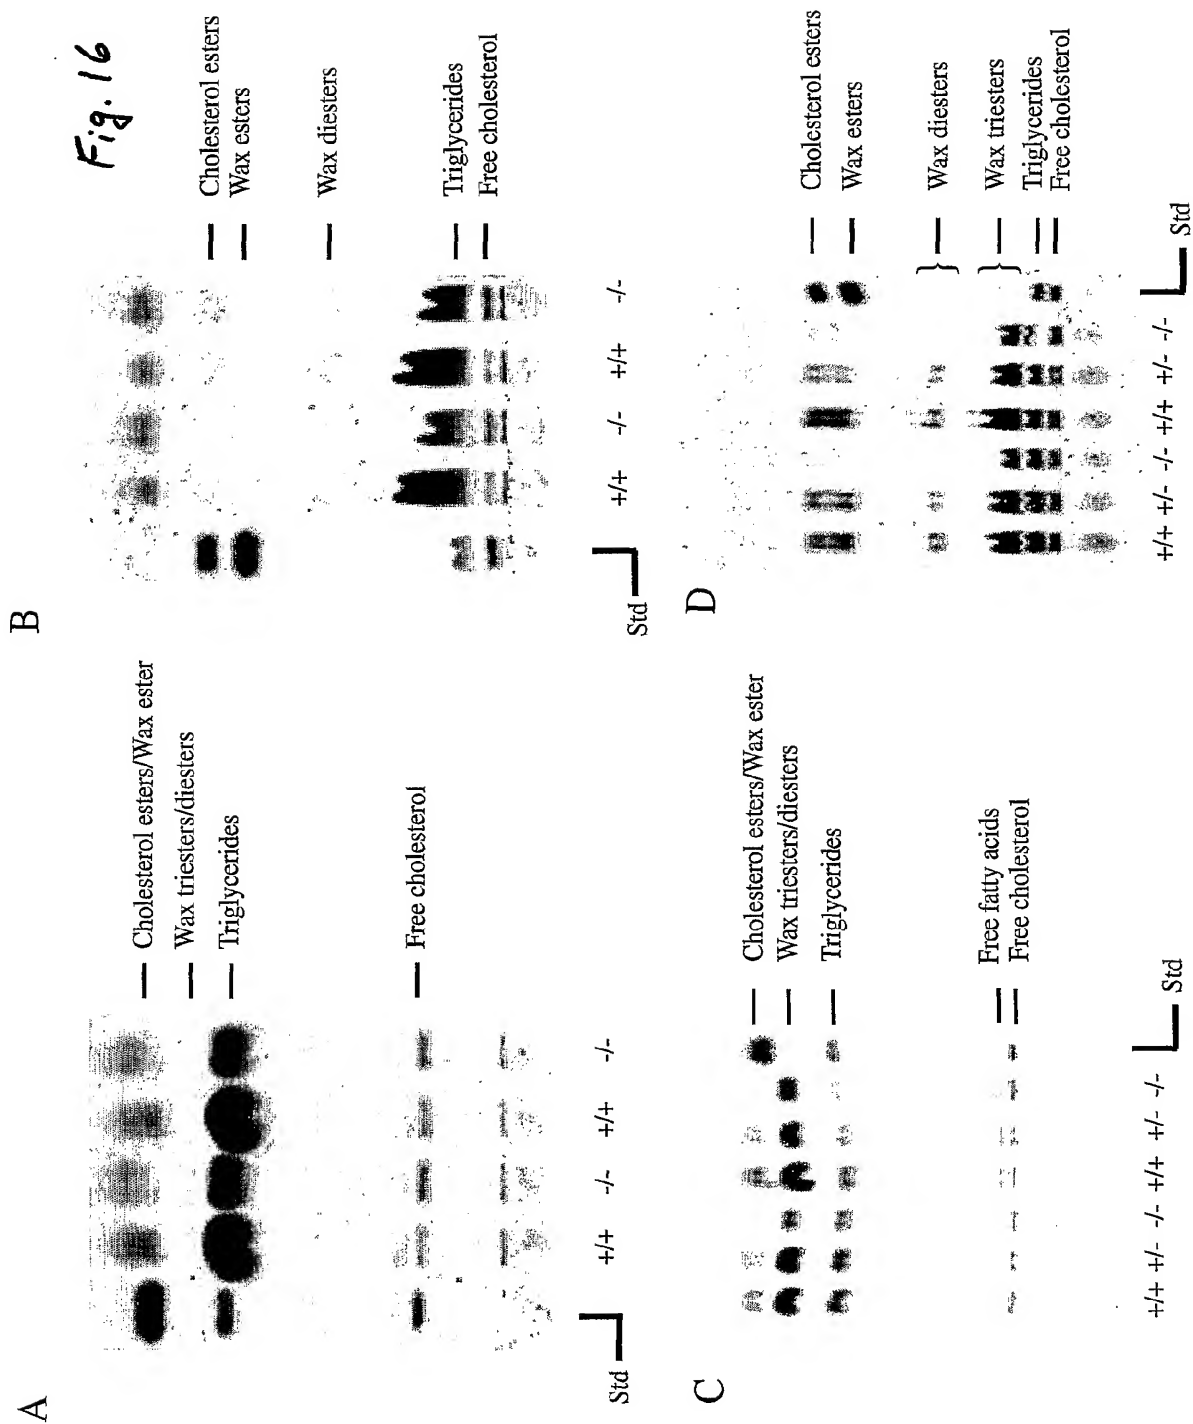 Fig. 16
A
Cholesterol esters/Wax ester
Wax triesters/diesters
Triglycerides
Free cholesterol
Std
+/+ -/- +/+ -/-
B
Cholesterol esters
Wax esters
Wax diesters
Triglycerides
Free cholesterol
Std
+/+ -/- +/+ -/-
C
Cholesterol esters/Wax ester
Wax triesters/diesters
Triglycerides
Free fatty acids
Free cholesterol
+/+ +/- -/- +/+ +/- -/-
Std
D
Cholesterol esters
Wax esters
Wax diesters
Wax triesters
Triglycerides
Free cholesterol
+/+ +/- -/- +/+ +/- -/-
Std